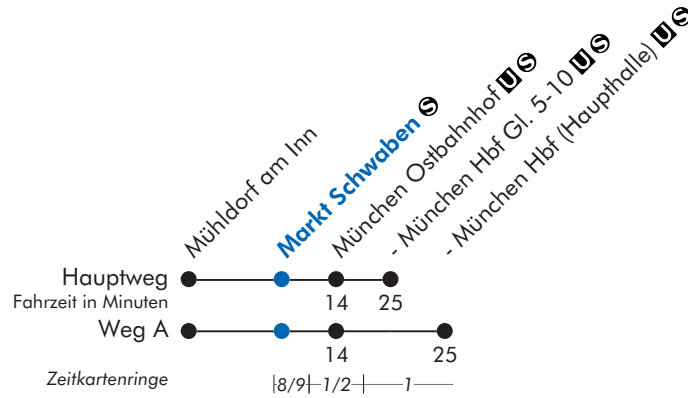 Mühldorf am Inn
Markt Schwaben S
München Ostbahnhof U S
- München Hbf Gl. 5-10 U S
- München Hbf (Haupthalle) U S
Hauptweg
Fahrzeit in Minuten 14 25
Weg A
14 25
Zeitkartenringe 8/9 1/2 1